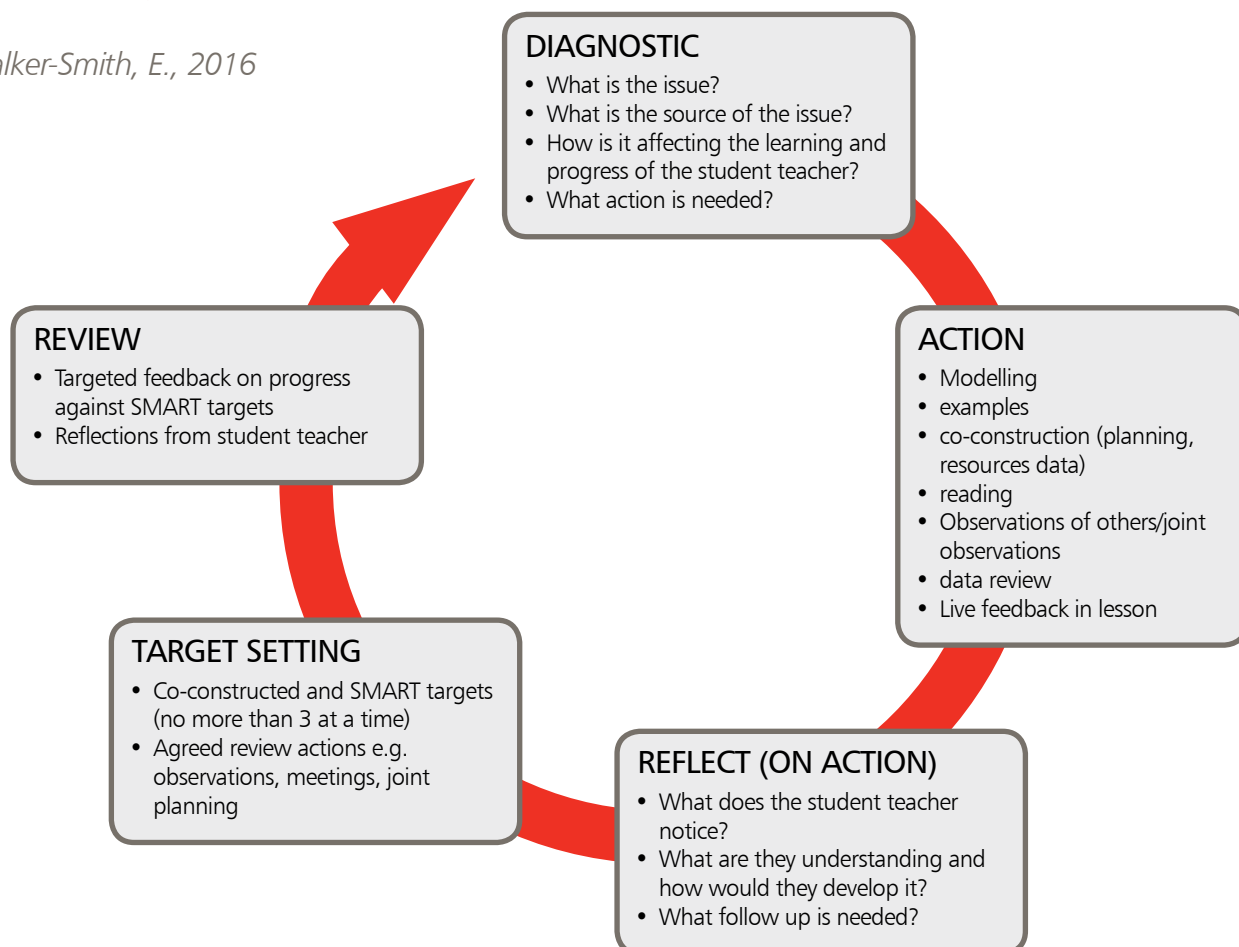 alker-Smith, E., 2016
DIAGNOSTIC
• What is the issue?
• What is the source of the issue?
• How is it affecting the learning and
progress of the student teacher?
• What action is needed?
ACTION
• Modelling
• examples
• co-construction (planning,
resources data)
• reading
• Observations of others/joint
observations
• data review
• Live feedback in lesson
REFLECT (ON ACTION)
• What does the student teacher
notice?
• What are they understanding and
how would they develop it?
• What follow up is needed?
TARGET SETTING
• Co-constructed and SMART targets
(no more than 3 at a time)
• Agreed review actions e.g.
observations, meetings, joint
planning
REVIEW
• Targeted feedback on progress
against SMART targets
• Reflections from student teacher